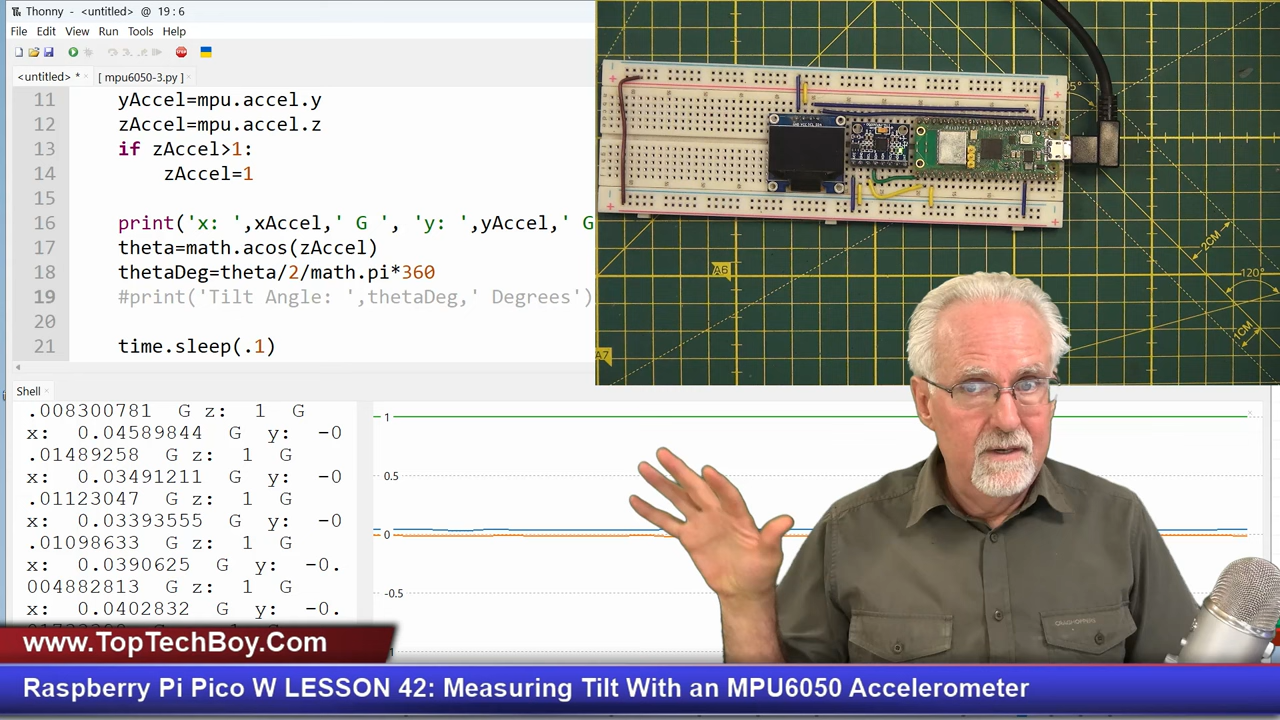 Thonny - <untitled> @ 19 : 6
File Edit View Run Tools Help
<untitled> * [ mpu6050-3.py ]
11 yAccel=mpu.accel.y
12 zAccel=mpu.accel.z
13 if zAccel>1:
14 zAccel=1
15
16 print('x: ',xAccel,' G ', 'y: ',yAccel,' G
17 theta=math.acos(zAccel)
18 thetaDeg=theta/2/math.pi*360
19 #print('Tilt Angle: ',thetaDeg,' Degrees')
20
21 time.sleep(.1)
Shell
.008300781 G z: 1 G
x: 0.04589844 G y: -0
.01489258 G z: 1 G
x: 0.03491211 G y: -0
.01123047 G z: 1 G
x: 0.03393555 G y: -0
.01098633 G z: 1 G
x: 0.0390625 G y: -0.
004882813 G z: 1 G
x: 0.0402832 G y: -0.
1
0.5
0
-0.5
A6
A7
2CM
120°
1CM
www.TopTechBoy.Com
Raspberry Pi Pico W LESSON 42: Measuring Tilt With an MPU6050 Accelerometer